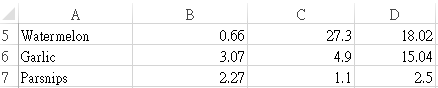 A B C D
5 Watermelon 0.66 27.3 18.02
6 Garlic 3.07 4.9 15.04
7 Parsnips 2.27 1.1 2.5